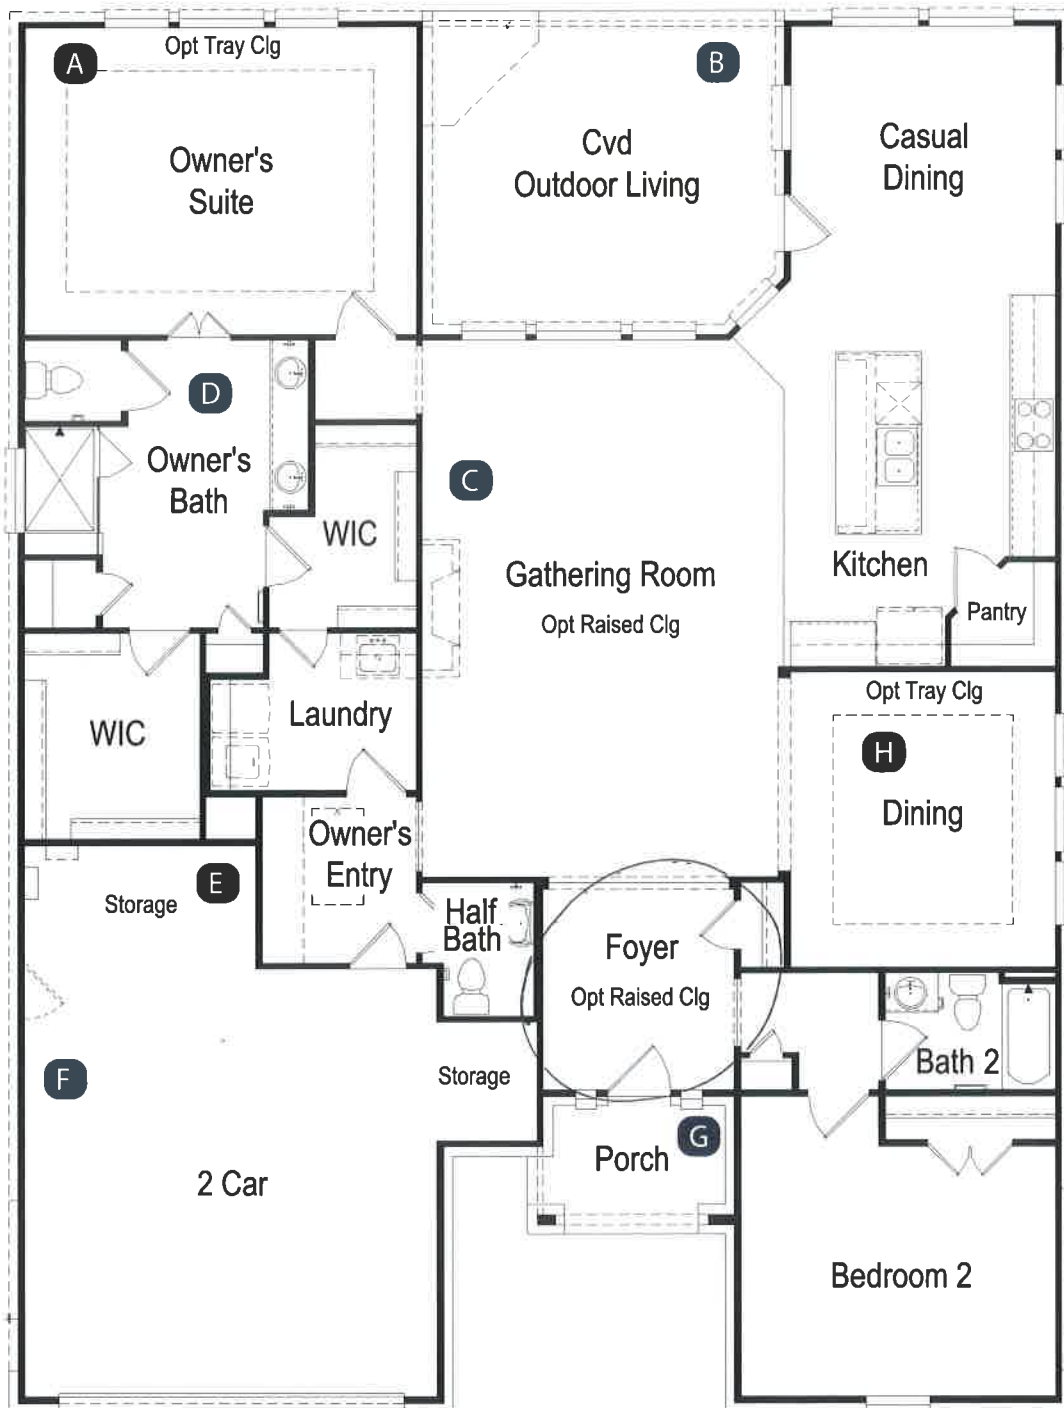 A
Opt Tray Clg
Owner's
Suite
B
Cvd
Outdoor Living
Casual
Dining
D
Owner's
Bath
WIC
C
Gathering Room
Opt Raised Clg
Kitchen
Pantry
WIC
Laundry
Opt Tray Clg
H
Dining
Owner's
Entry
E
Storage
Half
Bath
Foyer
Opt Raised Clg
F
Storage
Bath 2
G
Porch
2 Car
Bedroom 2